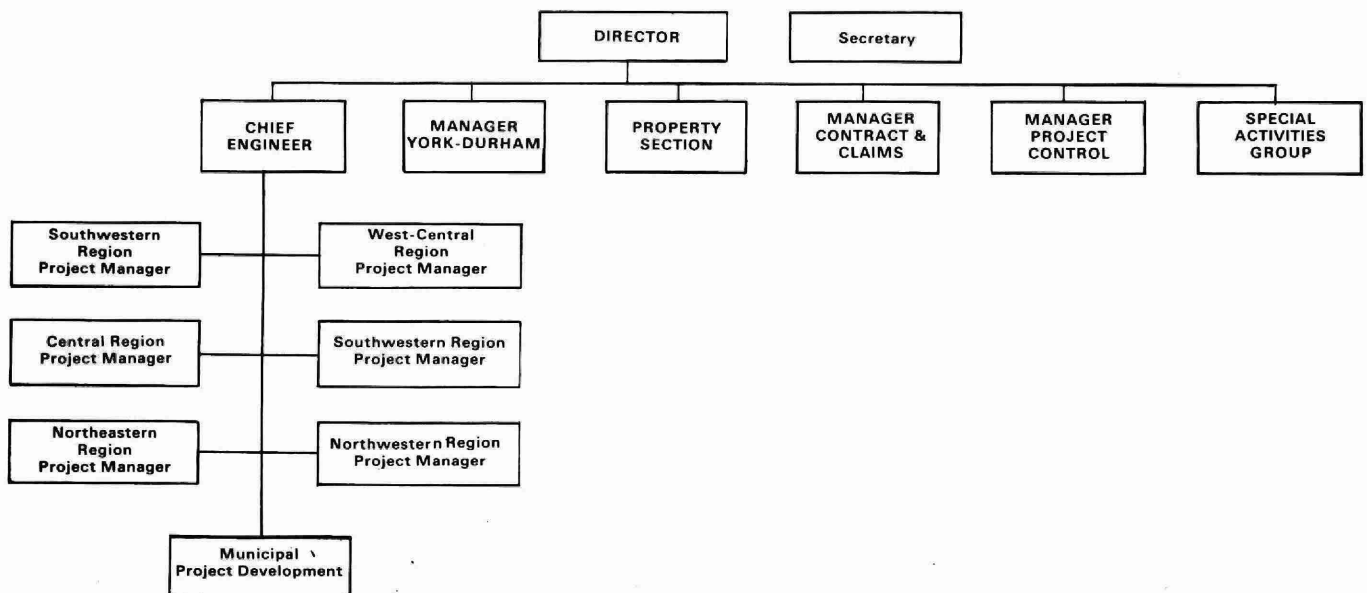 DIRECTOR
Secretary
CHIEF
ENGINEER
MANAGER
YORK-DURHAM
PROPERTY
SECTION
MANAGER
CONTRACT &
CLAIMS
MANAGER
PROJECT
CONTROL
SPECIAL
ACTIVITIES
GROUP
Southwestern
Region
Project Manager
West-Central
Region
Project Manager
Central Region
Project Manager
Southwestern Region
Project Manager
Northeastern
Region
Project Manager
Northwestern Region
Project Manager
Municipal
Project Development